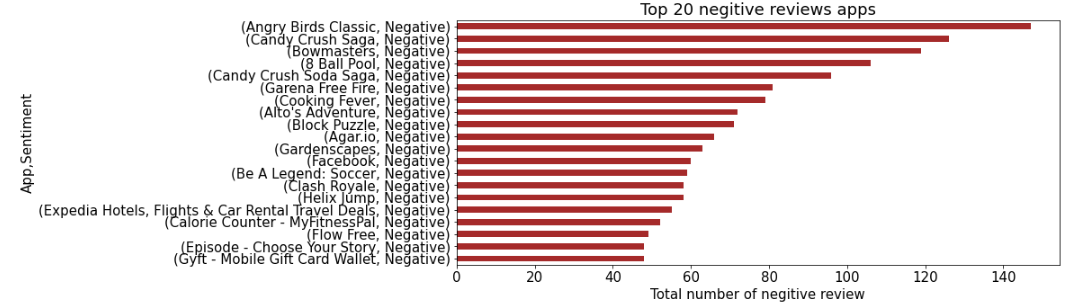 Top 20 negitive reviews apps
App,Sentiment
(Angry Birds Classic, Negative)
(Candy Crush Saga, Negative)
(Bowmasters, Negative)
(8 Ball Pool, Negative)
(Candy Crush Soda Saga, Negative)
(Garena Free Fire, Negative)
(Cooking Fever, Negative)
(Alto's Adventure, Negative)
(Block Puzzle, Negative)
(Agar.io, Negative)
(Gardenscapes, Negative)
(Facebook, Negative)
(Be A Legend: Soccer, Negative)
(Clash Royale, Negative)
(Helix Jump, Negative)
(Expedia Hotels, Flights & Car Rental Travel Deals, Negative)
(Calorie Counter - MyFitnessPal, Negative)
(Flow Free, Negative)
(Episode - Choose Your Story, Negative)
(Gyft - Mobile Gift Card Wallet, Negative)
0 20 40 60 80 100 120 140
Total number of negitive review